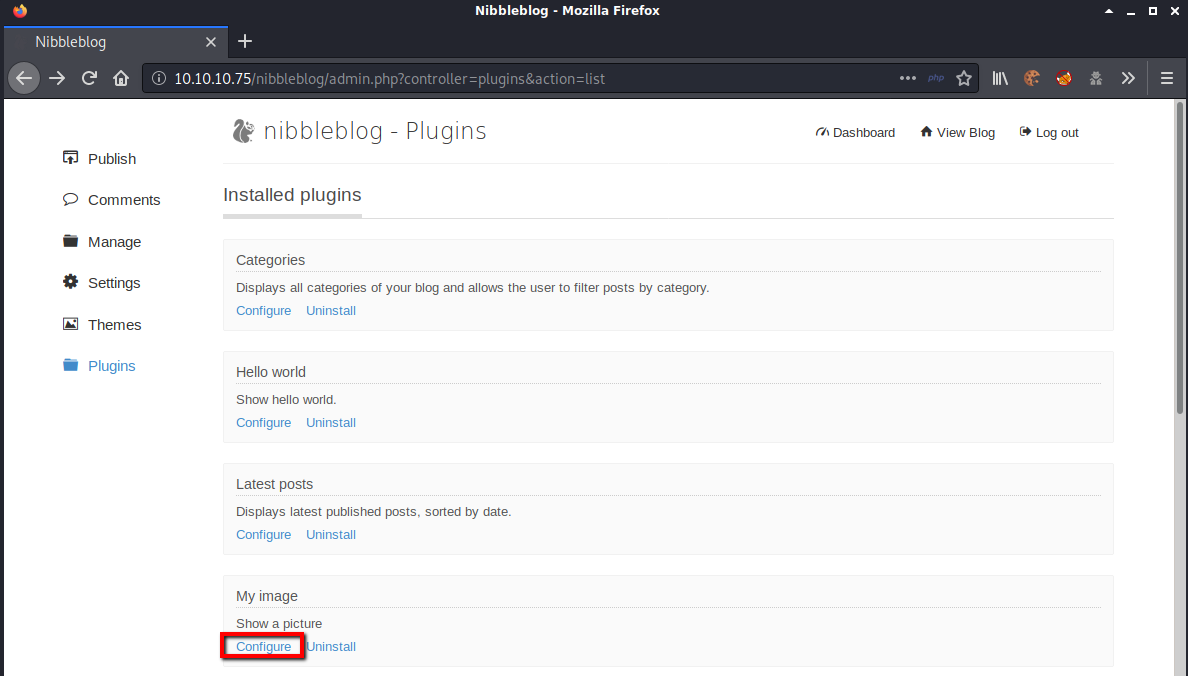 Nibbleblog - Mozilla Firefox
Nibbleblog
10.10.10.75/nibbleblog/admin.php?controller=plugins&action=list
php
nibbleblog - Plugins
Dashboard View Blog Log out
Publish
Comments
Manage
Settings
Themes
Plugins
Installed plugins
Categories
Displays all categories of your blog and allows the user to filter posts by category.
Configure Uninstall
Hello world
Show hello world.
Configure Uninstall
Latest posts
Displays latest published posts, sorted by date.
Configure Uninstall
My image
Show a picture
Configure Uninstall